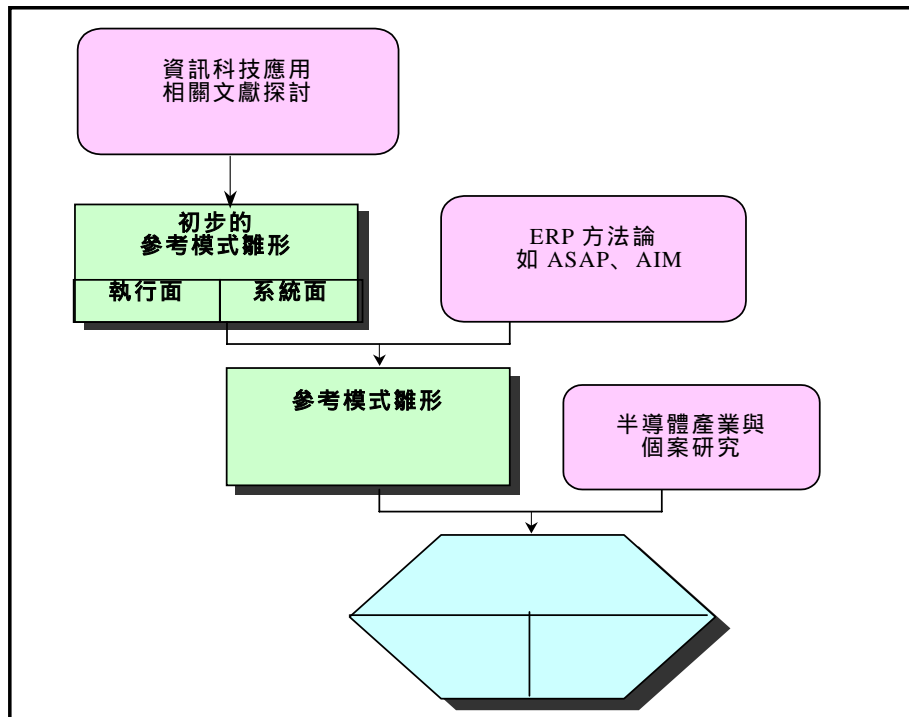 資訊科技應用
相關文獻探討
初步的
參考模式雛形
執行面
系統面
ERP 方法論
如 ASAP、AIM
參考模式雛形
半導體產業與
個案研究